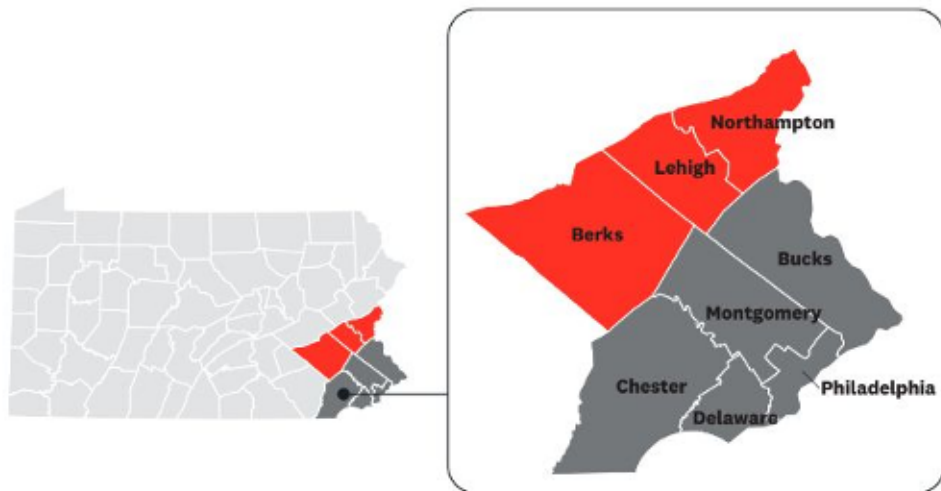 Northampton
Lehigh
Berks
Bucks
Montgomery
Chester
Philadelphia
Delaware